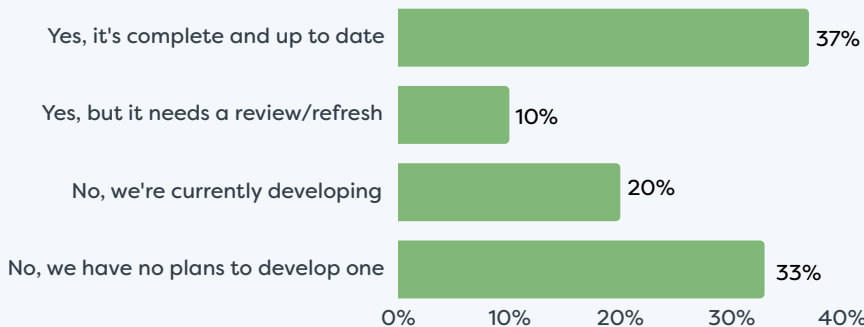 Yes, it's complete and up to date 37%
Yes, but it needs a review/refresh 10%
No, we're currently developing 20%
No, we have no plans to develop one 33%
0% 10% 20% 30% 40%